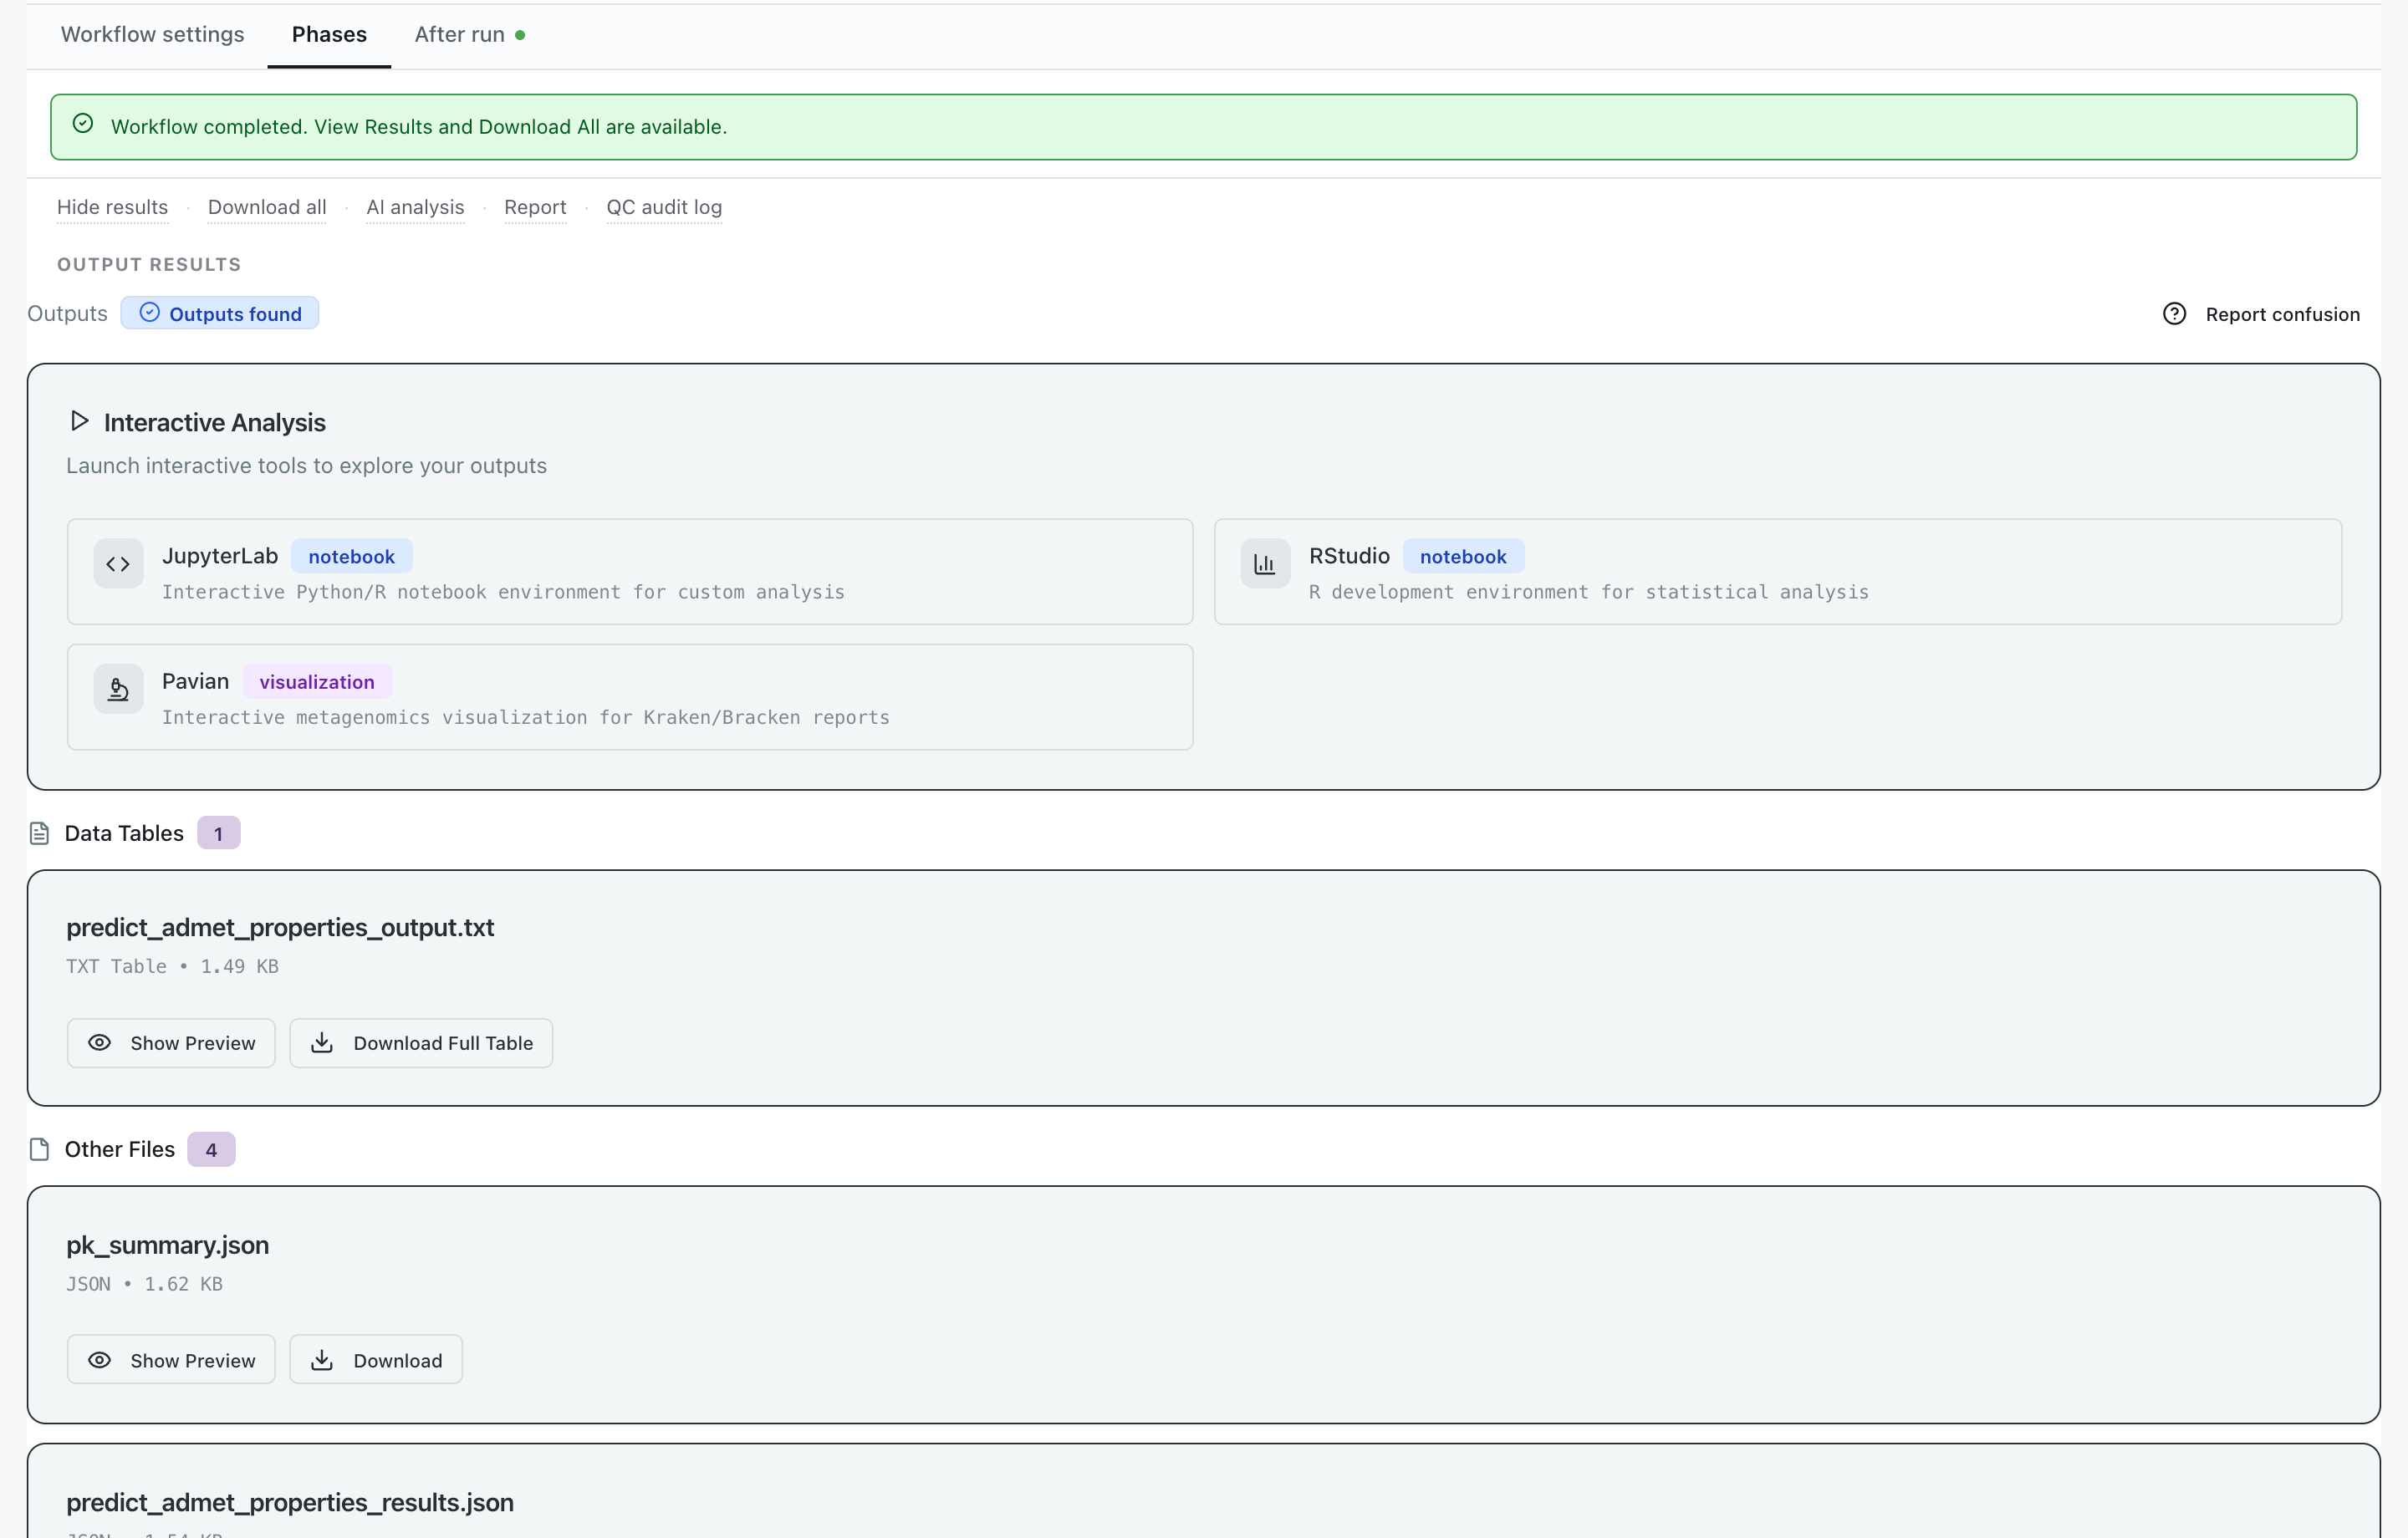 Workflow settings
Phases
After run
Workflow completed. View Results and Download All are available.
Hide results · Download all · AI analysis · Report · QC audit log
OUTPUT RESULTS
Outputs
Outputs found
Report confusion
Interactive Analysis
Launch interactive tools to explore your outputs
JupyterLab
notebook
Interactive Python/R notebook environment for custom analysis
RStudio
notebook
R development environment for statistical analysis
Pavian
visualization
Interactive metagenomics visualization for Kraken/Bracken reports
Data Tables
1
predict_admet_properties_output.txt
TXT Table • 1.49 KB
Show Preview
Download Full Table
Other Files
4
pk_summary.json
JSON • 1.62 KB
Show Preview
Download
predict_admet_properties_results.json